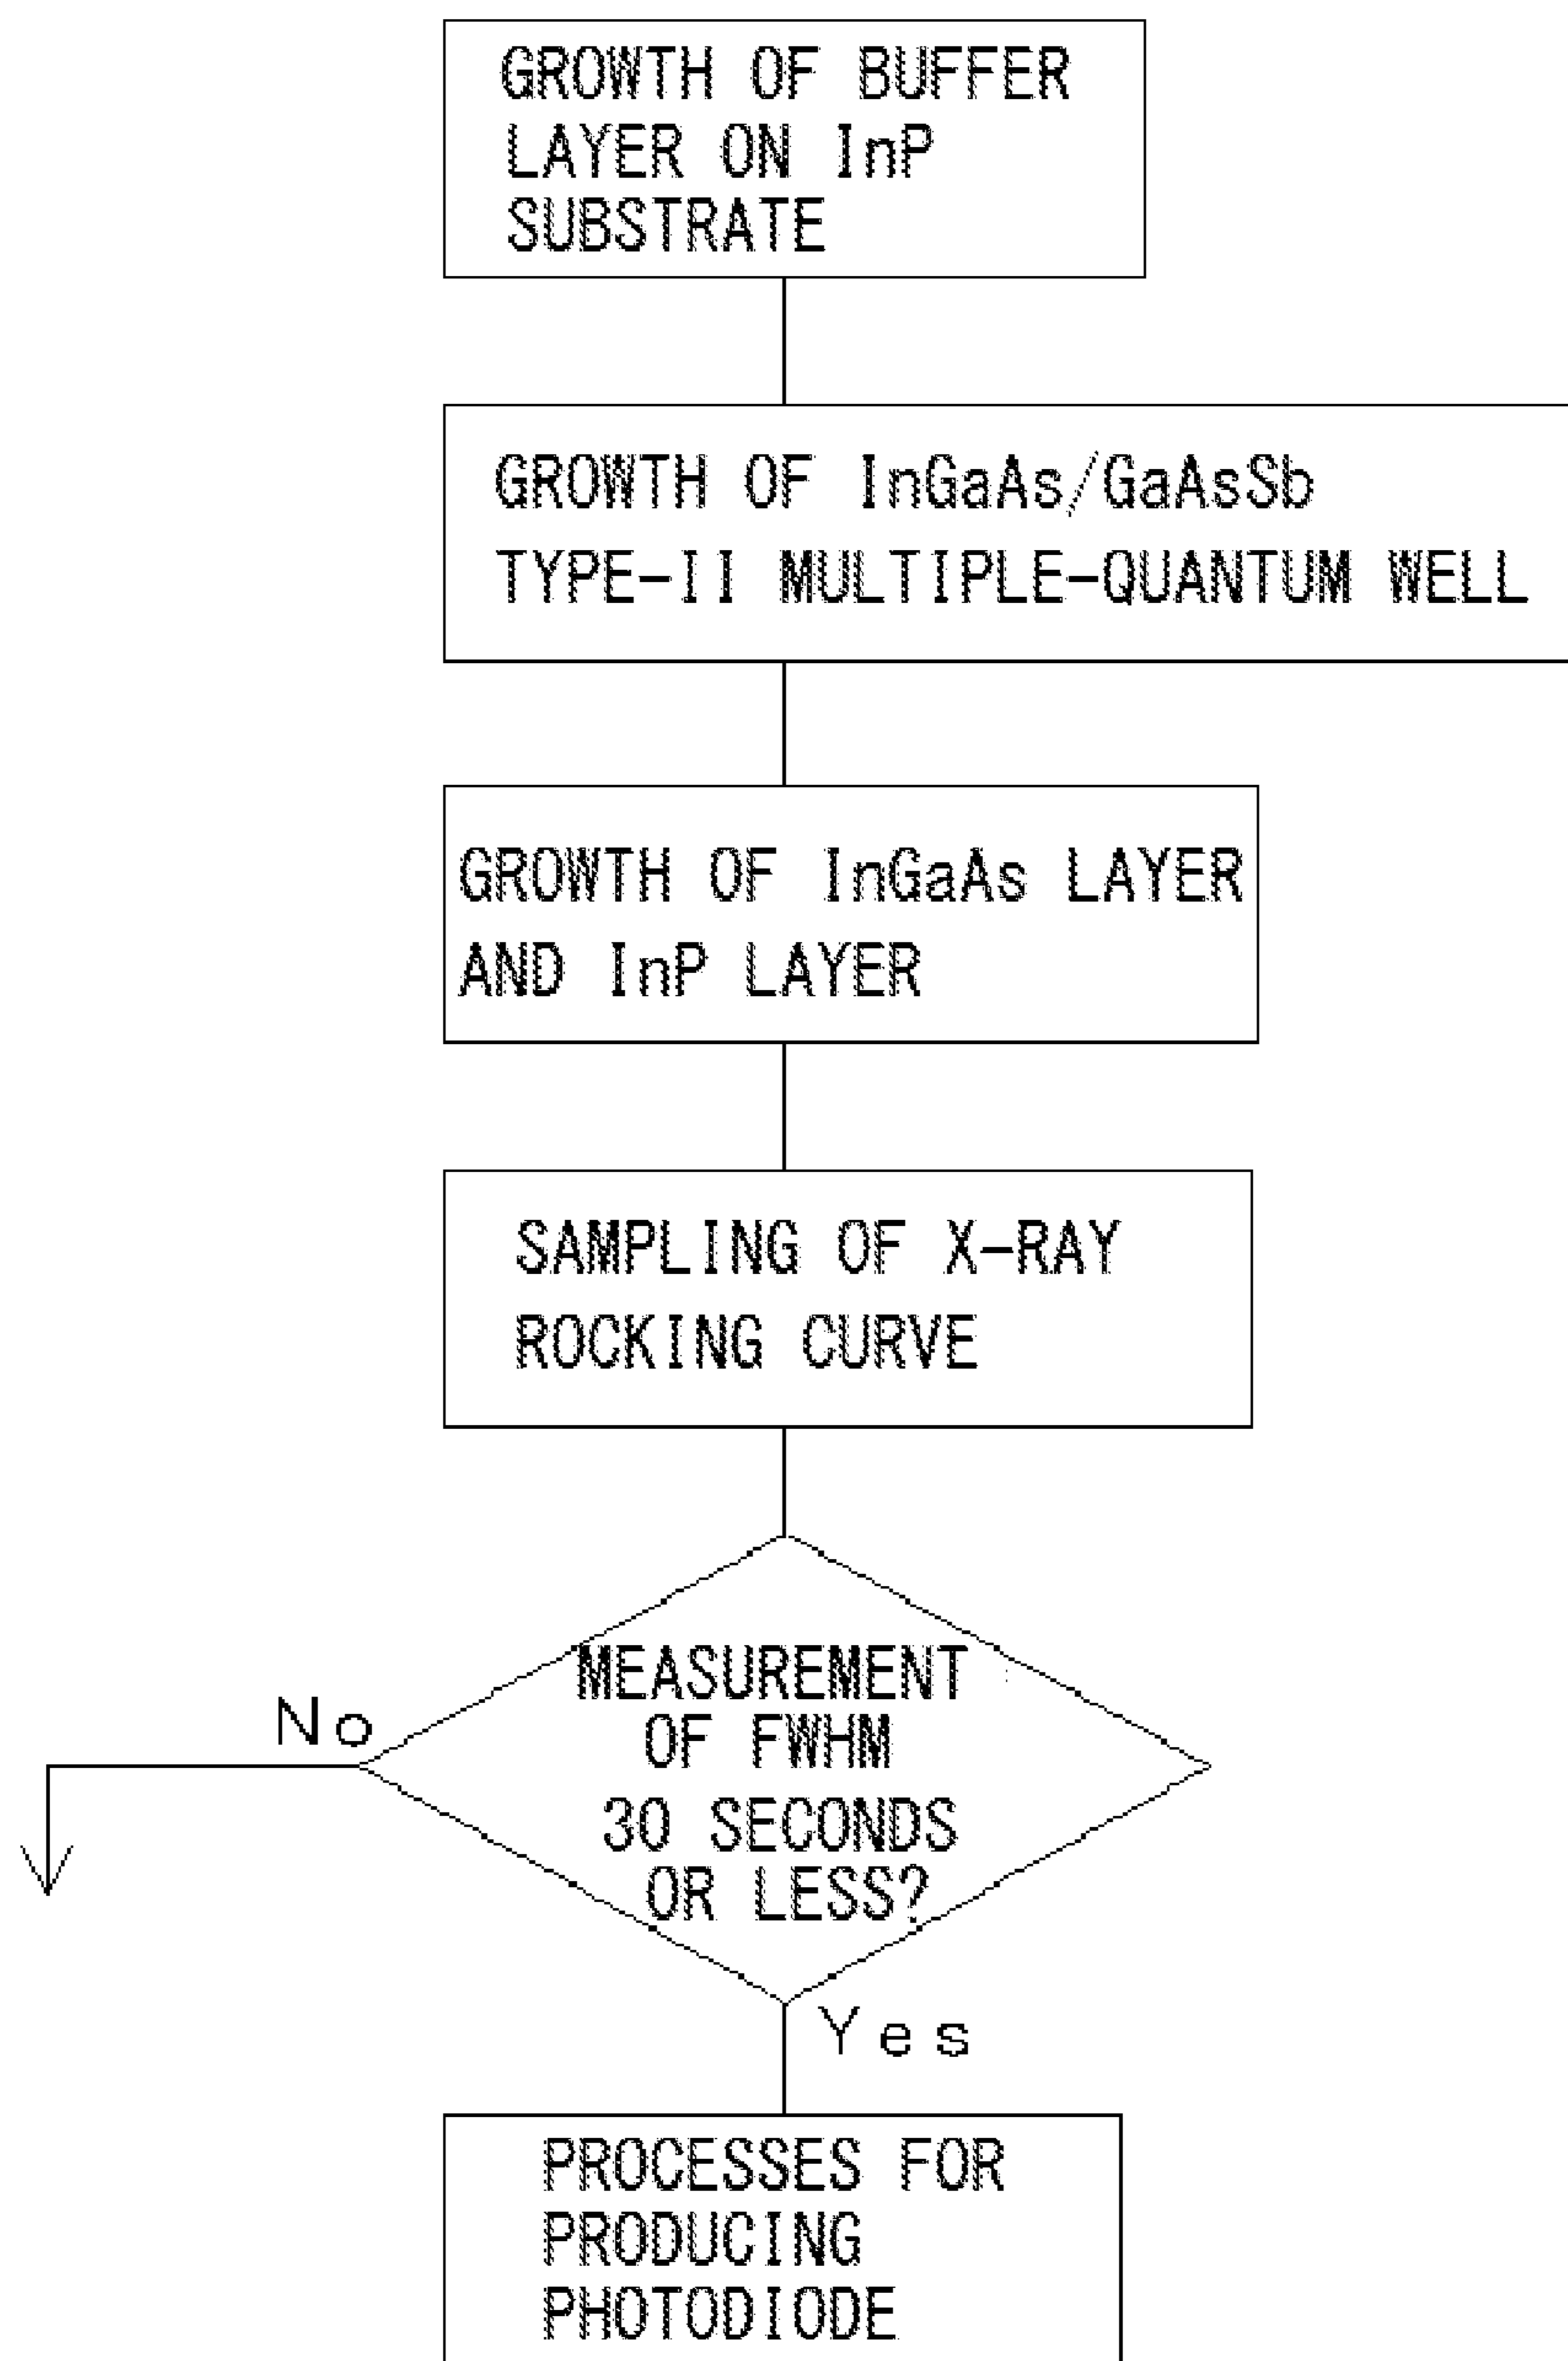 GROWTH OF BUFFER
LAYER ON InP
SUBSTRATE
GROWTH OF InGaAs/GaAsSb
TYPE-II MULTIPLE-QUANTUM WELL
GROWTH OF InGaAs LAYER
AND InP LAYER
SAMPLING OF X-RAY
ROCKING CURVE
MEASUREMENT
OF FWHM
30 SECONDS
OR LESS?
No
Yes
PROCESSES FOR
PRODUCING
PHOTODIODE